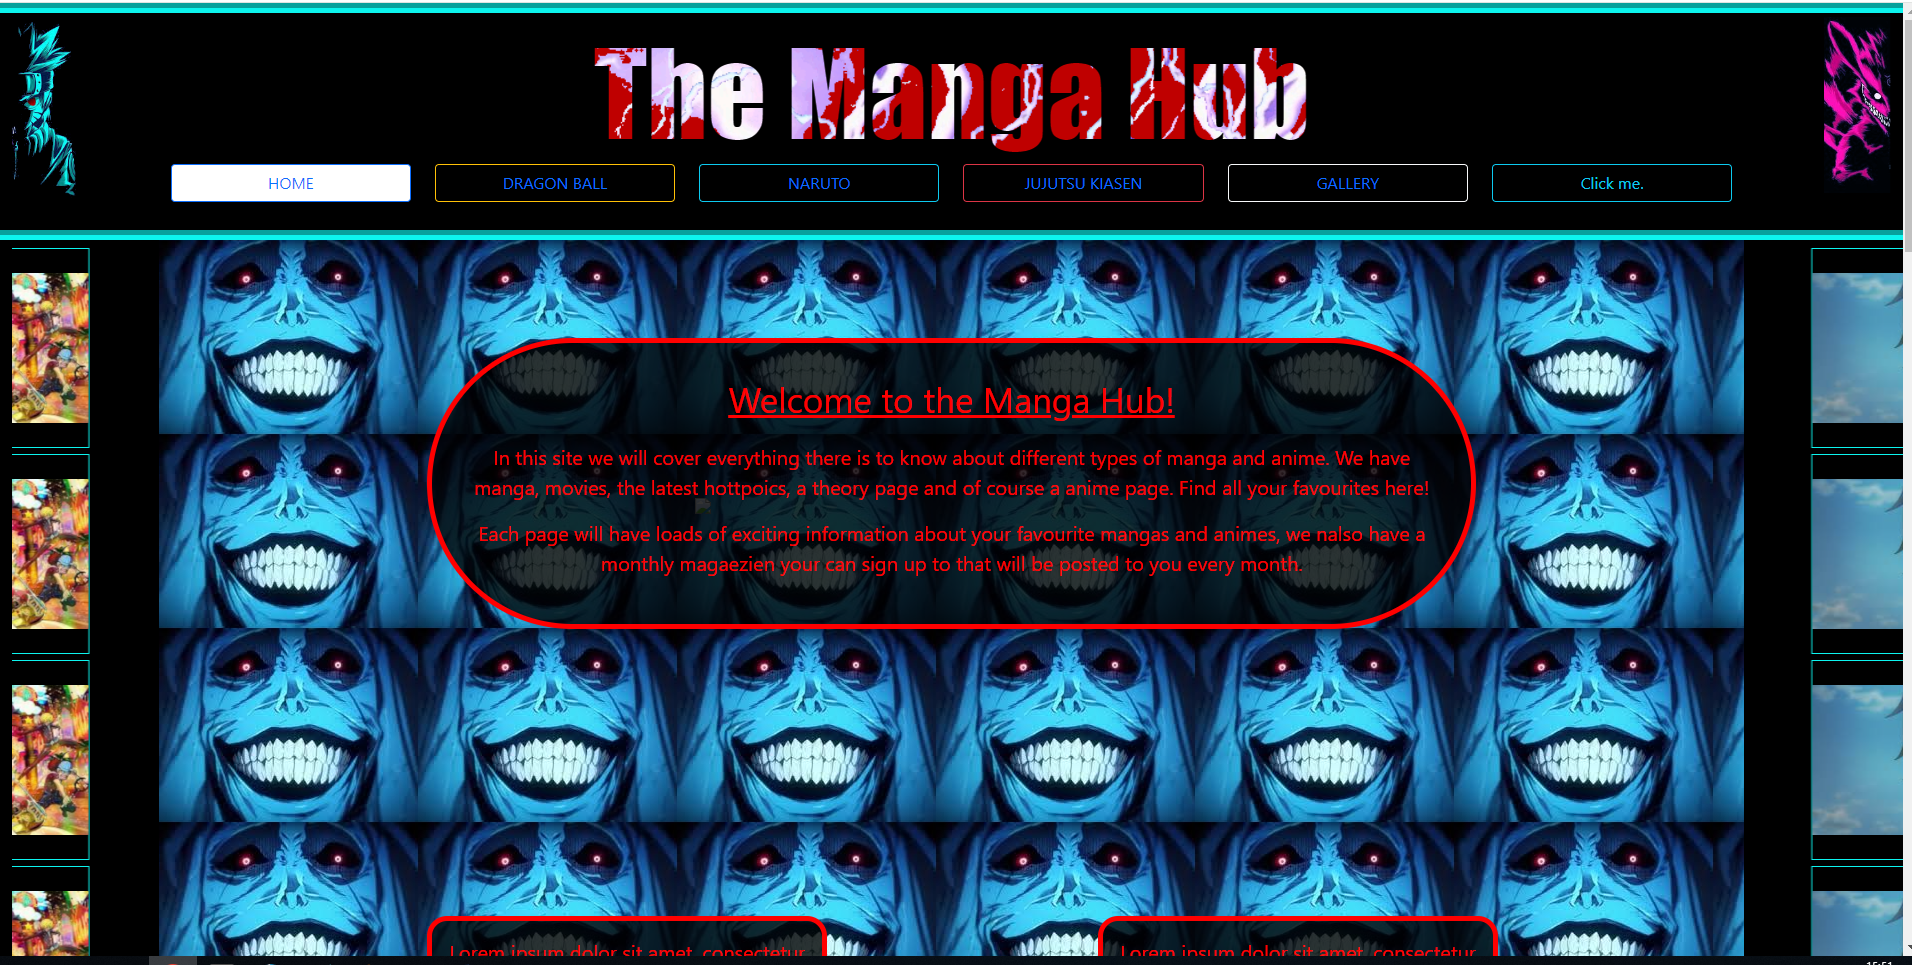 The Manga Hub
HOME
DRAGON BALL
NARUTO
JUJUTSU KIASEN
GALLERY
Click me.
Welcome to the Manga Hub!
In this site we will cover everything there is to know about different types of manga and anime. We have
manga, movies, the latest hottpoics, a theory page and of course a anime page. Find all your favourites here!
Each page will have loads of exciting information about your favourite mangas and animes, we nalso have a
monthly magaezien your can sign up to that will be posted to you every month.
Lorem ipsum dolor sit amet, consectetur
Lorem ipsum dolor sit amet, consectetur